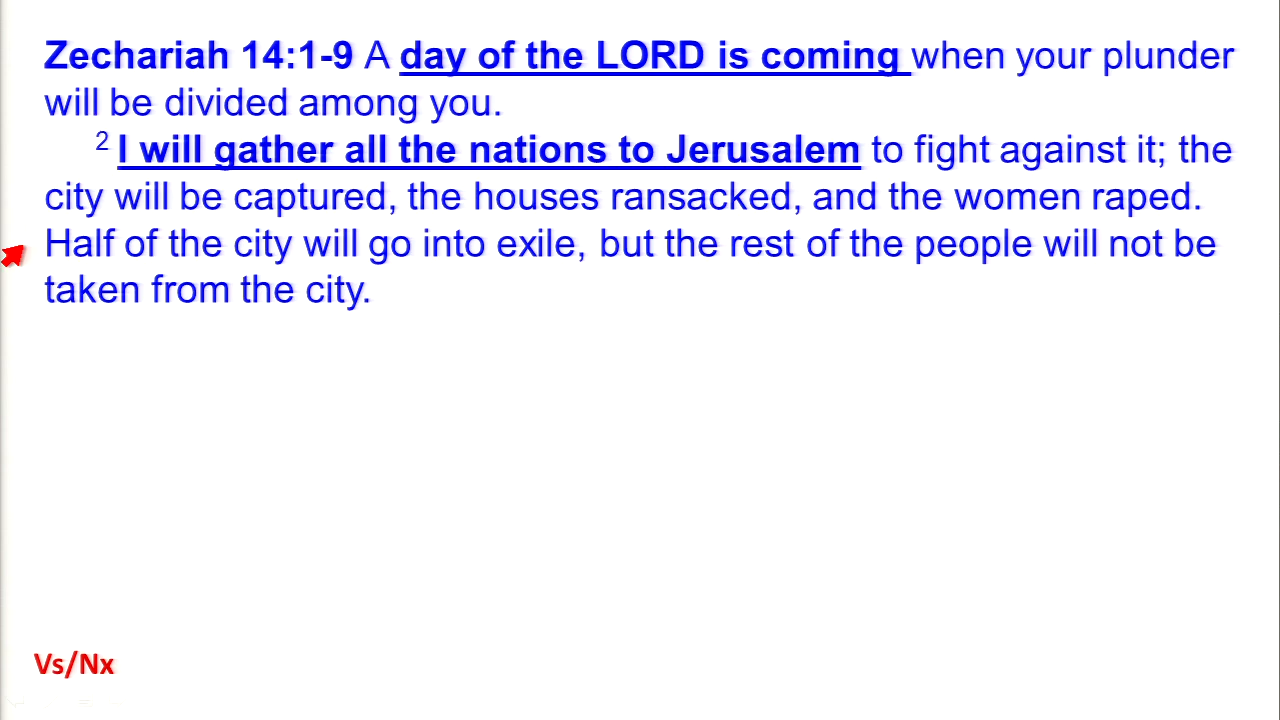 Zechariah 14:1-9 A day of the LORD is coming when your plunder
will be divided among you.
2 I will gather all the nations to Jerusalem to fight against it; the
city will be captured, the houses ransacked, and the women raped.
Half of the city will go into exile, but the rest of the people will not be
taken from the city.
Vs/Nx